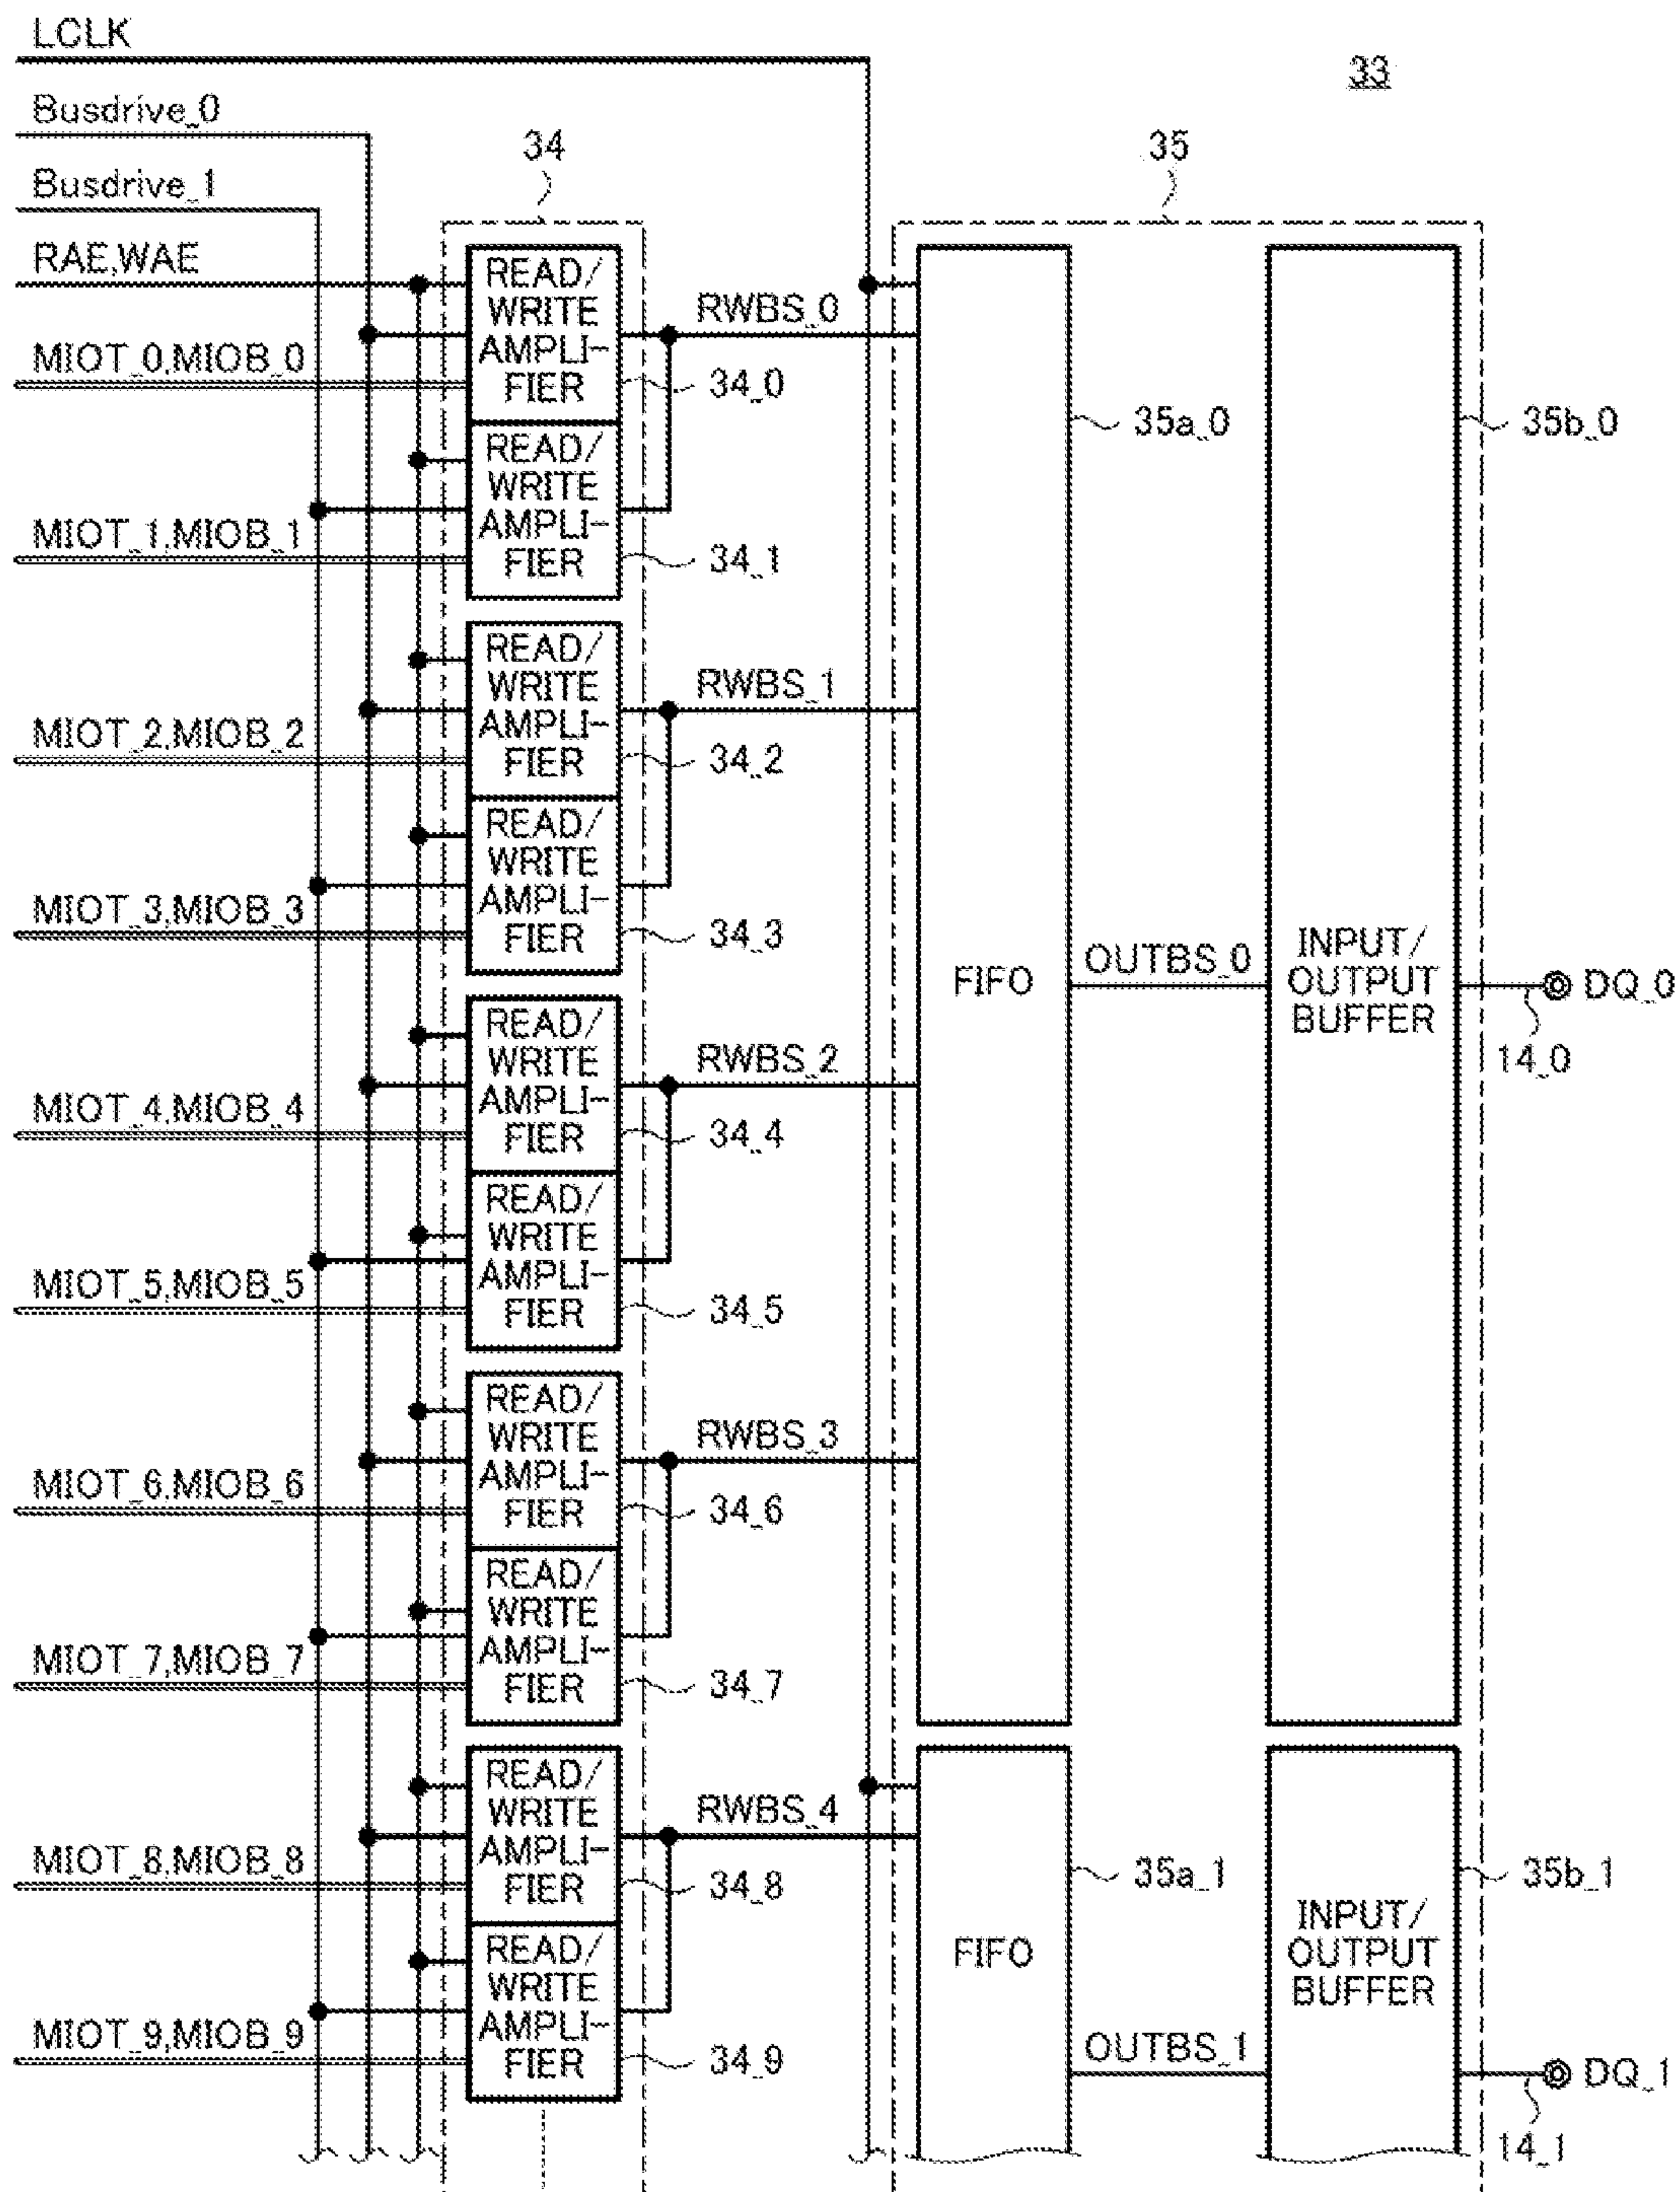 LCLK
33
Busdrive_0
34
35
Busdrive_1
RAE,WAE
READ/
WRITE
AMPLI-
FIER
RWBS_0
MIOT_0,MIOB_0
34_0
35a_0
35b_0
READ/
WRITE
AMPLI-
FIER
MIOT_1,MIOB_1
34_1
READ/
WRITE
AMPLI-
FIER
RWBS_1
MIOT_2,MIOB_2
34_2
READ/
WRITE
AMPLI-
FIER
MIOT_3,MIOB_3
34_3
FIFO
OUTBS_0
INPUT/
OUTPUT
BUFFER
DQ_0
14_0
READ/
WRITE
AMPLI-
FIER
RWBS_2
MIOT_4,MIOB_4
34_4
READ/
WRITE
AMPLI-
FIER
MIOT_5,MIOB_5
34_5
READ/
WRITE
AMPLI-
FIER
RWBS_3
MIOT_6,MIOB_6
34_6
READ/
WRITE
AMPLI-
FIER
MIOT_7,MIOB_7
34_7
READ/
WRITE
AMPLI-
FIER
RWBS_4
MIOT_8,MIOB_8
34_8
35a_1
35b_1
READ/
WRITE
AMPLI-
FIER
MIOT_9,MIOB_9
34_9
FIFO
OUTBS_1
INPUT/
OUTPUT
BUFFER
DQ_1
14_1